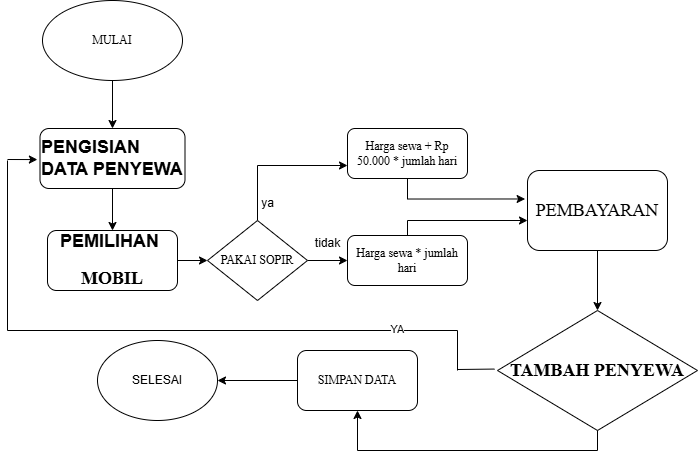 MULAI
PENGISIAN
DATA PENYEWA
PEMILIHAN
MOBIL
PAKAI SOPIR
ya
tidak
Harga sewa + Rp
50.000 * jumlah hari
Harga sewa * jumlah
hari
PEMBAYARAN
TAMBAH PENYEWA
YA
SIMPAN DATA
SELESAI